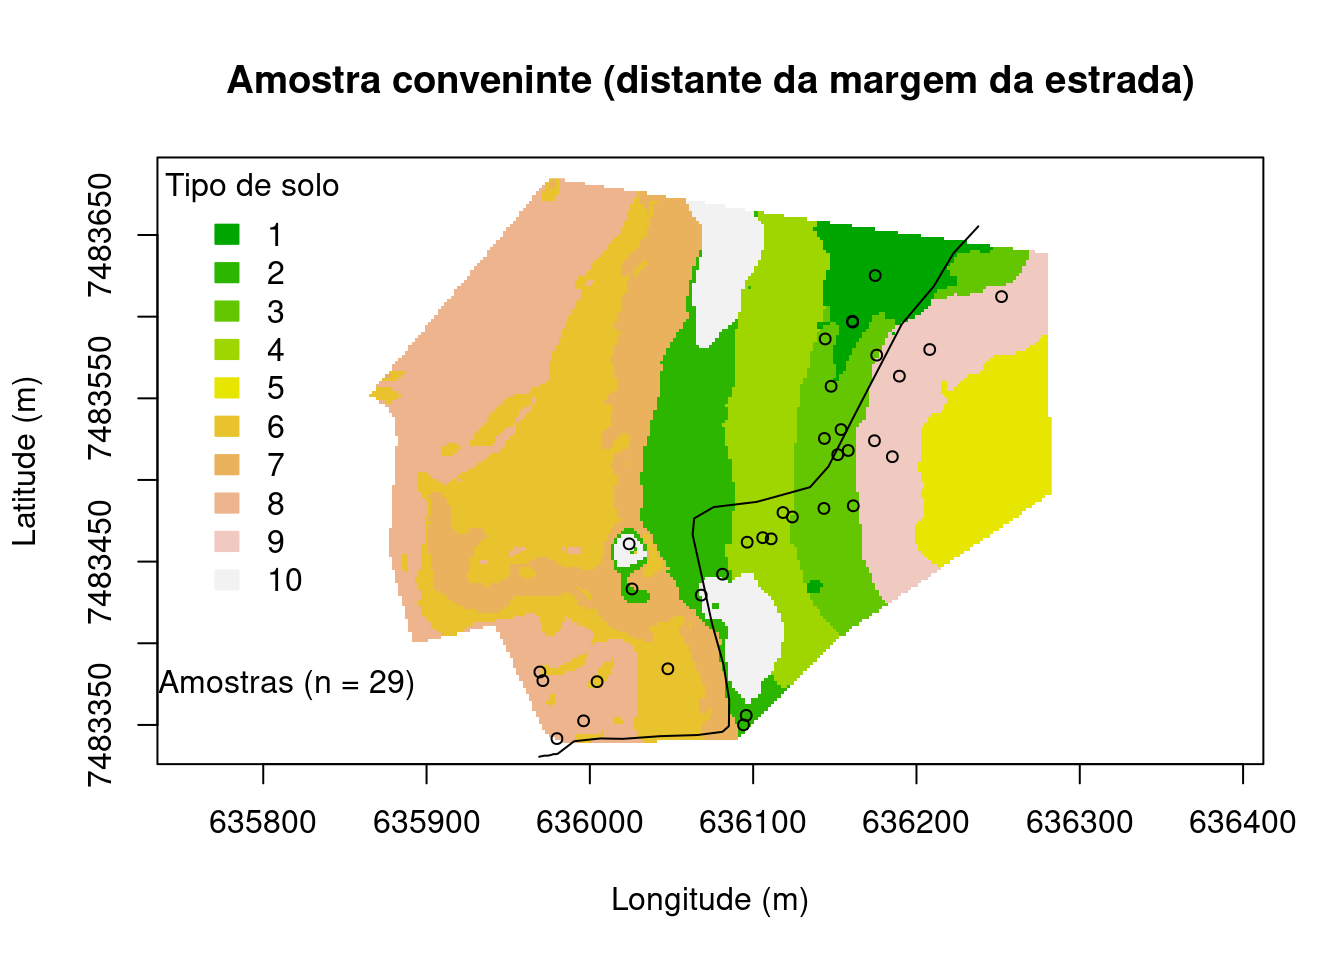 Amostra conveninte (distante da margem da estrada)
Tipo de solo
1
2
3
4
5
6
7
8
9
10
Amostras (n = 29)
Latitude (m)
7483650
7483550
7483450
7483350
635800 635900 636000 636100 636200 636300 636400
Longitude (m)